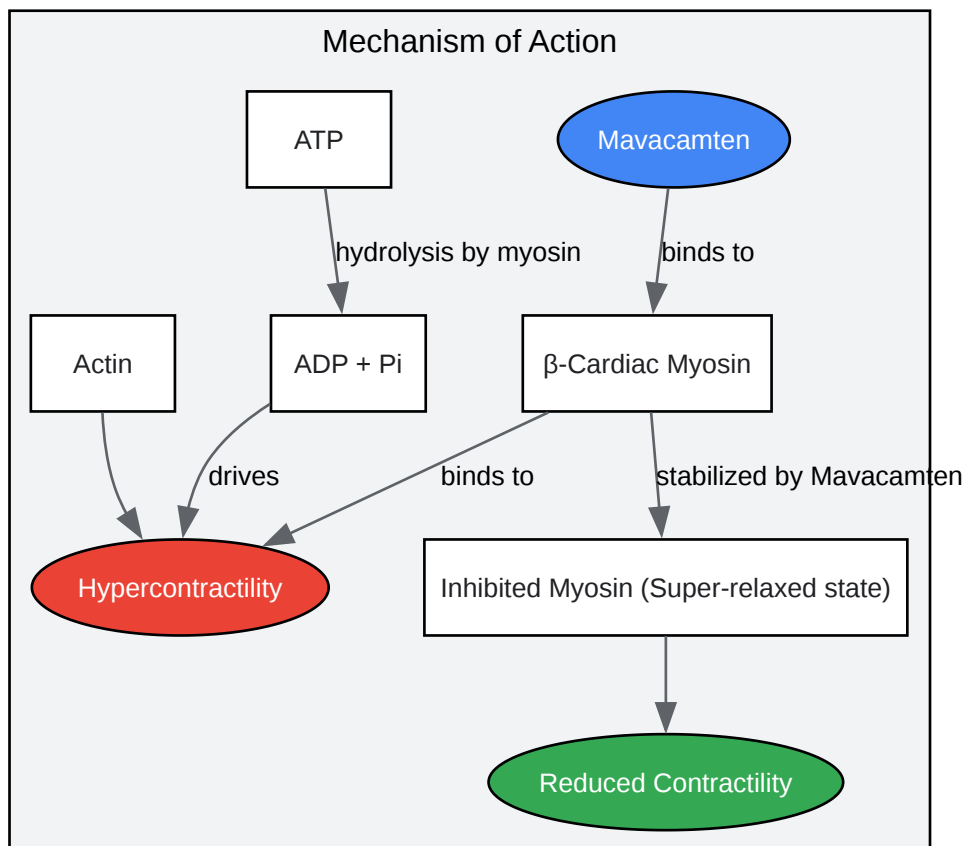 Mechanism of Action
ATP
Mavacamten
hydrolysis by myosin
binds to
Actin
ADP + Pi
β-Cardiac Myosin
drives
binds to
stabilized by Mavacamten
Hypercontractility
Inhibited Myosin (Super-relaxed state)
Reduced Contractility